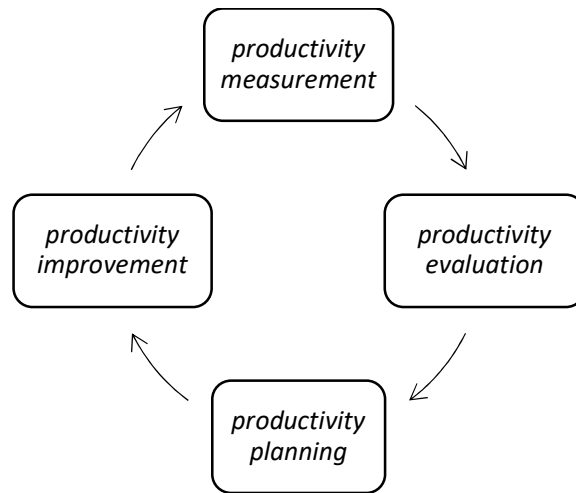 productivity
measurement
productivity
evaluation
productivity
planning
productivity
improvement